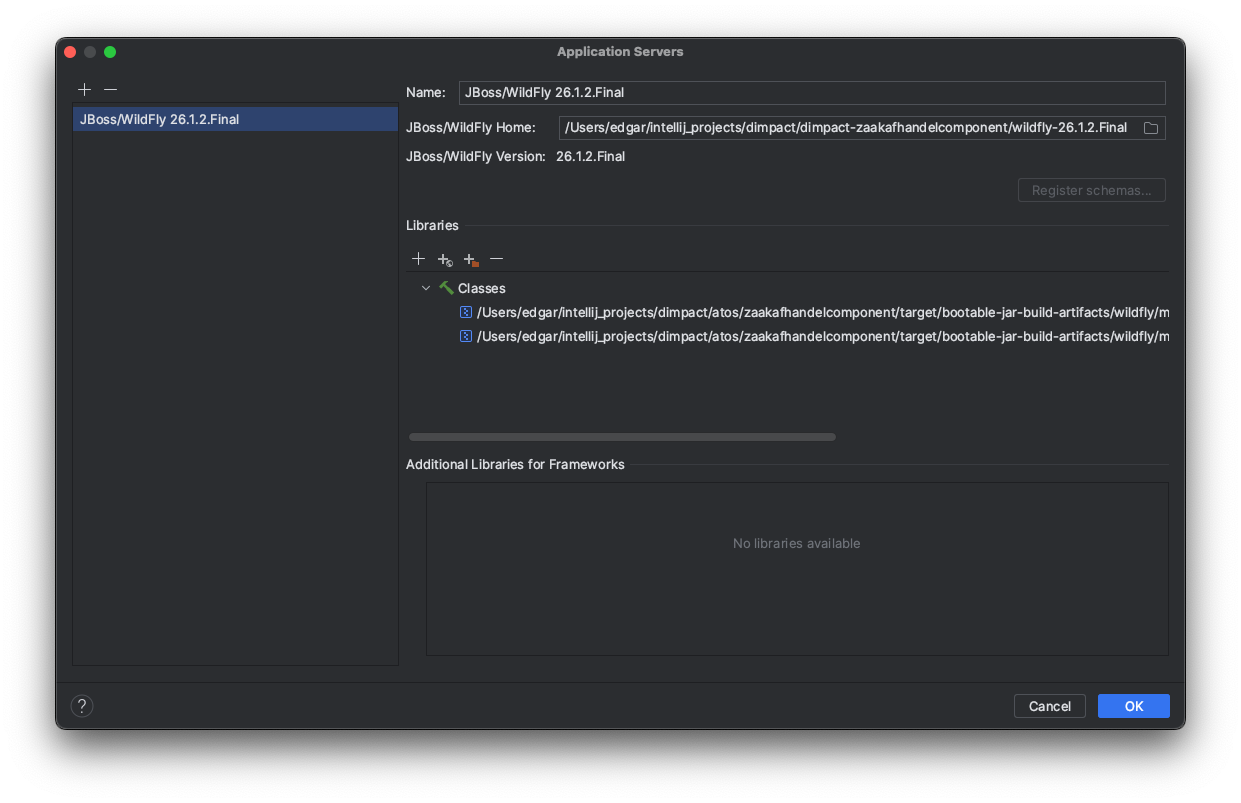 Application Servers
JBoss/WildFly 26.1.2.Final
Name: JBoss/WildFly 26.1.2.Final
JBoss/WildFly Home: /Users/edgar/intellij_projects/dimpact/dimpact-zaakafhandelcomponent/wildfly-26.1.2.Final
JBoss/WildFly Version: 26.1.2.Final
Register schemas...
Libraries
Classes
/Users/edgar/intellij_projects/dimpact/atos/zaakafhandelcomponent/target/bootable-jar-build-artifacts/wildfly/m
/Users/edgar/intellij_projects/dimpact/atos/zaakafhandelcomponent/target/bootable-jar-build-artifacts/wildfly/m
Additional Libraries for Frameworks
No libraries available
?
Cancel
OK